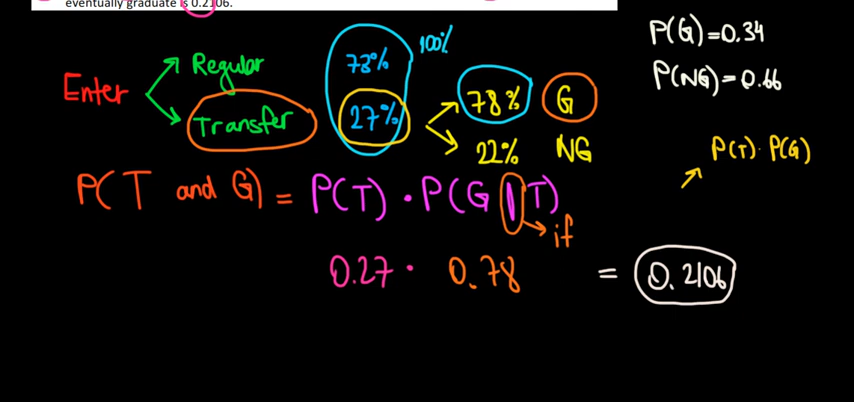 eventually graduate is 0.2106.
P(G)=0.34
100%
Regular 73%
P(NG)=0.66
Enter
78% G
Transfer 27%
22% NG
P(T) · P(G)
P(T and G) = P(T) · P(G | T)
if
0.27 · 0.78 = 0.2106